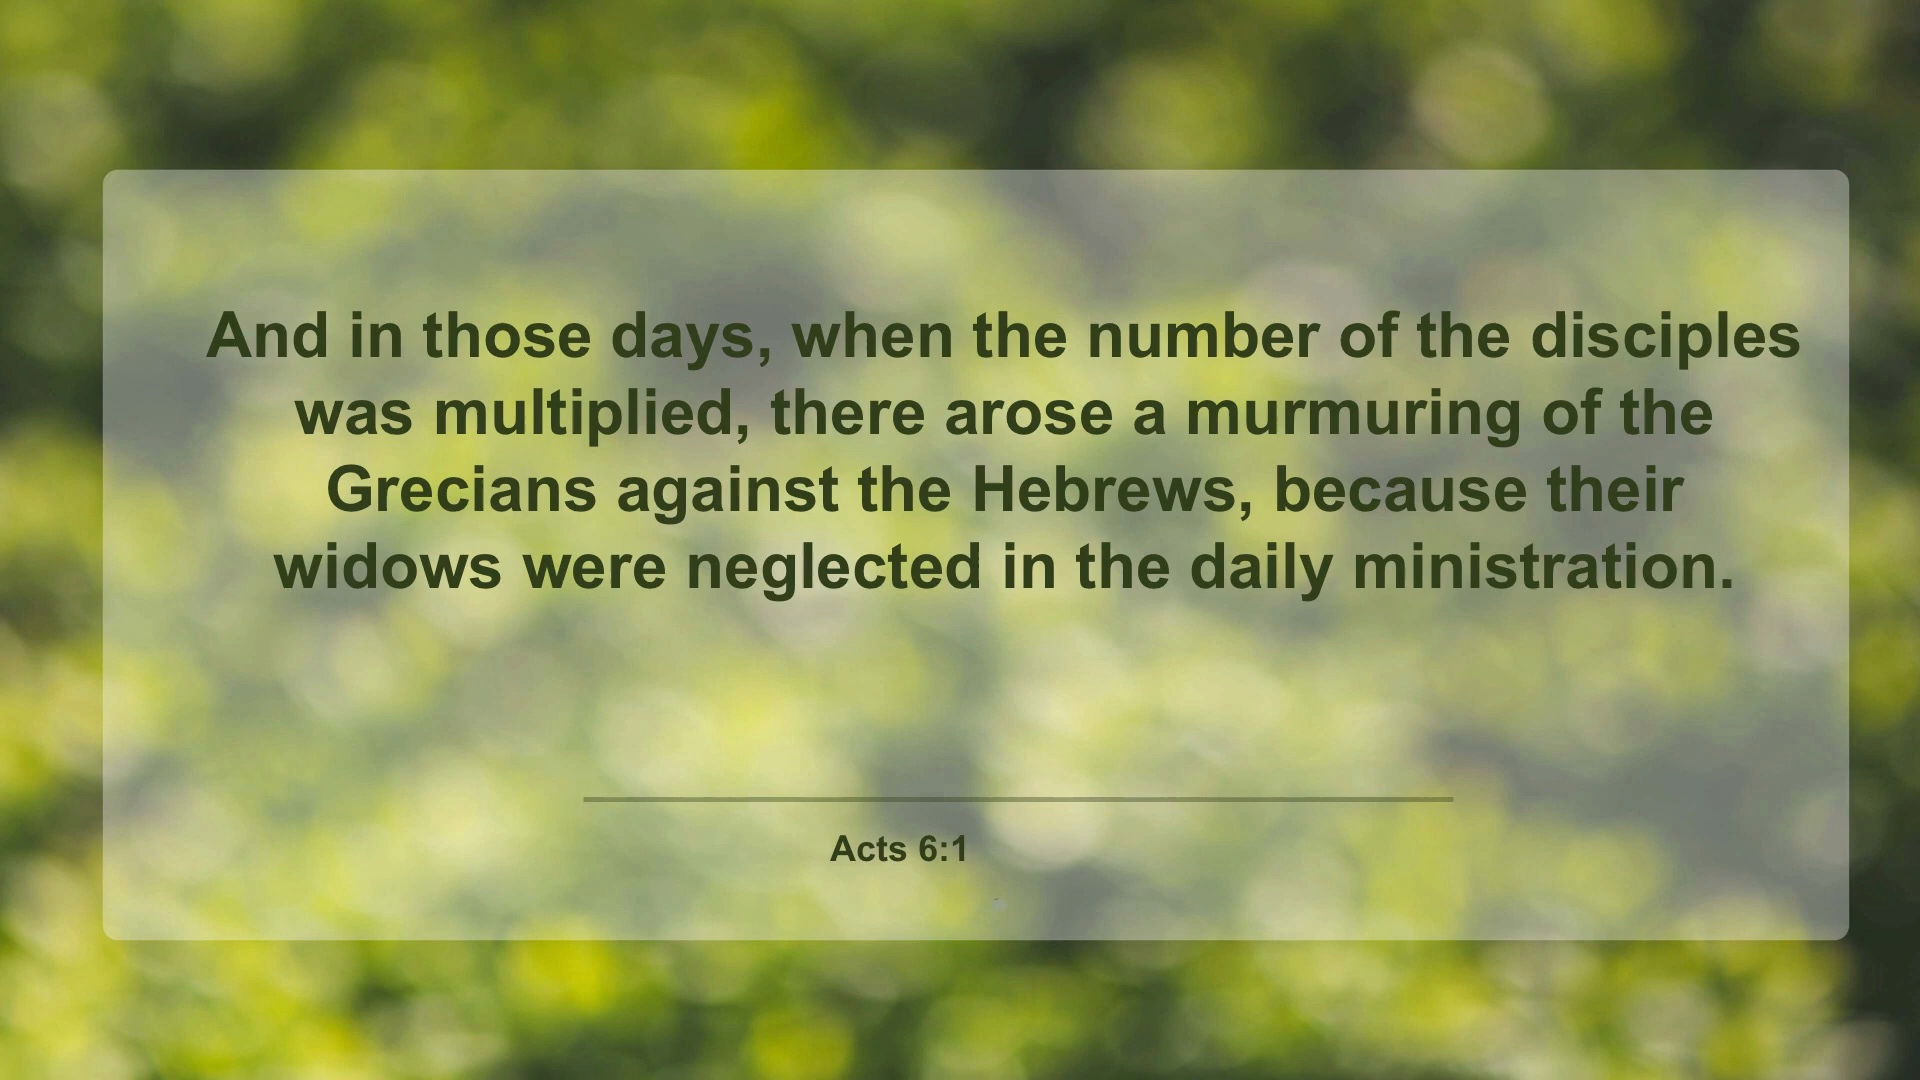 And in those days, when the number of the disciples
was multiplied, there arose a murmuring of the
Grecians against the Hebrews, because their
widows were neglected in the daily ministration.
Acts 6:1